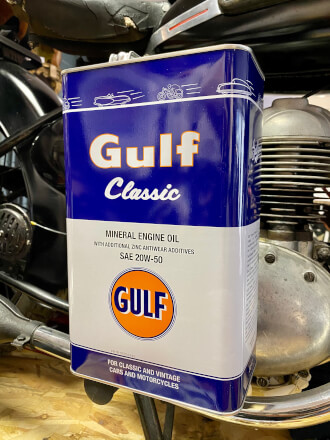 Gulf
Classic
MINERAL ENGINE OIL
WITH ADDITIONAL ZINC ANTIWEAR ADDITIVES
SAE 20W-50
GULF
FOR CLASSIC AND VINTAGE
CARS AND MOTORCYCLES